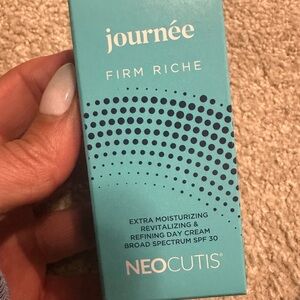 journée
FIRM RICHE
EXTRA MOISTURIZING
REVITALIZING &
REFINING DAY CREAM
BROAD SPECTRUM SPF 30
NEOCUTIS®